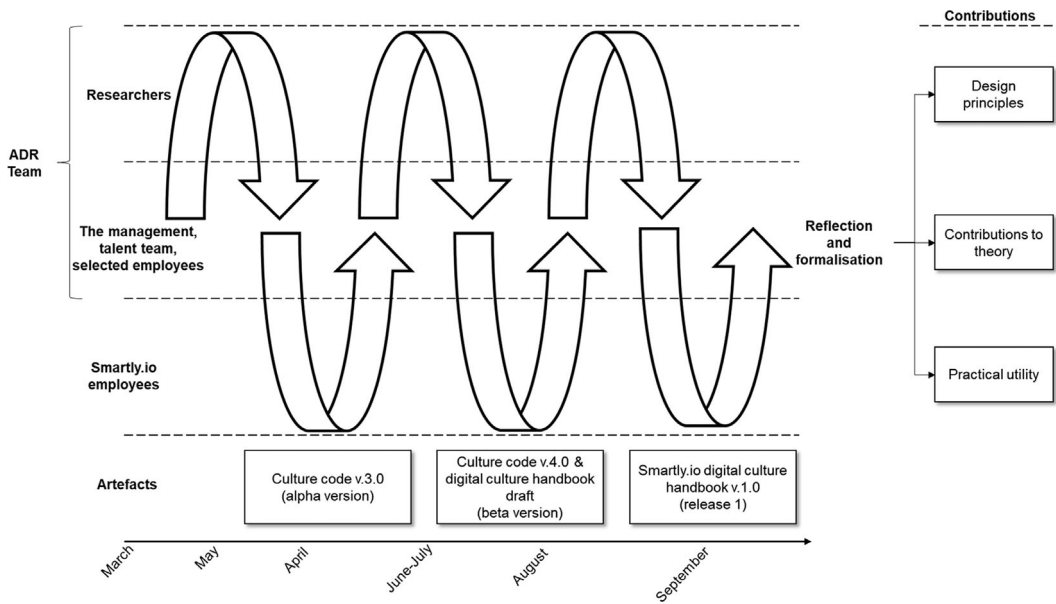 Contributions
Researchers
Design
principles
ADR
Team
The management,
talent team,
selected employees
Reflection
and
formalisation
Contributions to
theory
Smartly.io
employees
Practical utility
Artefacts
Culture code v.3.0
(alpha version)
Culture code v.4.0 &
digital culture handbook
draft
(beta version)
Smartly.io digital culture
handbook v.1.0
(release 1)
March
May
April
June-July
August
September